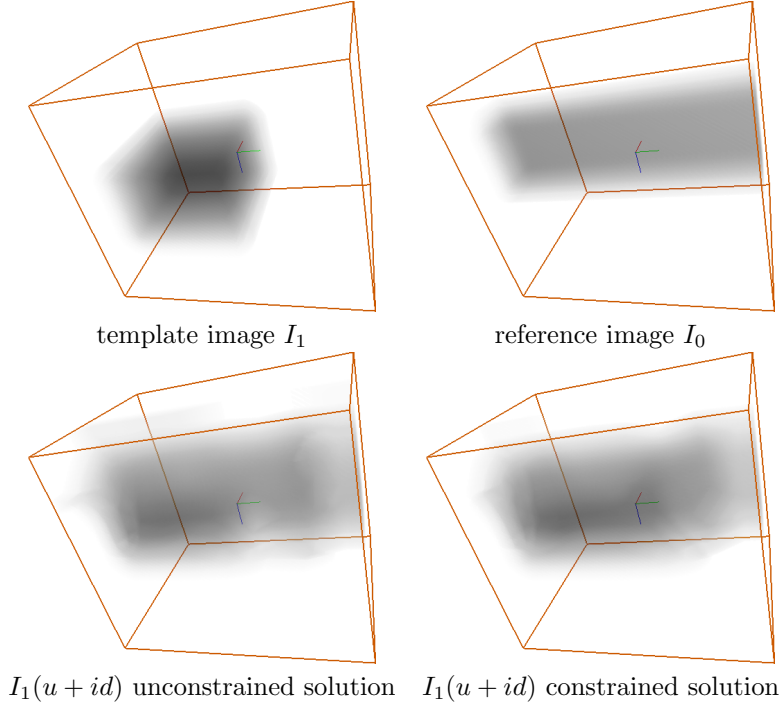 template image I₁
reference image I₀
I₁(u + id) unconstrained solution
I₁(u + id) constrained solution